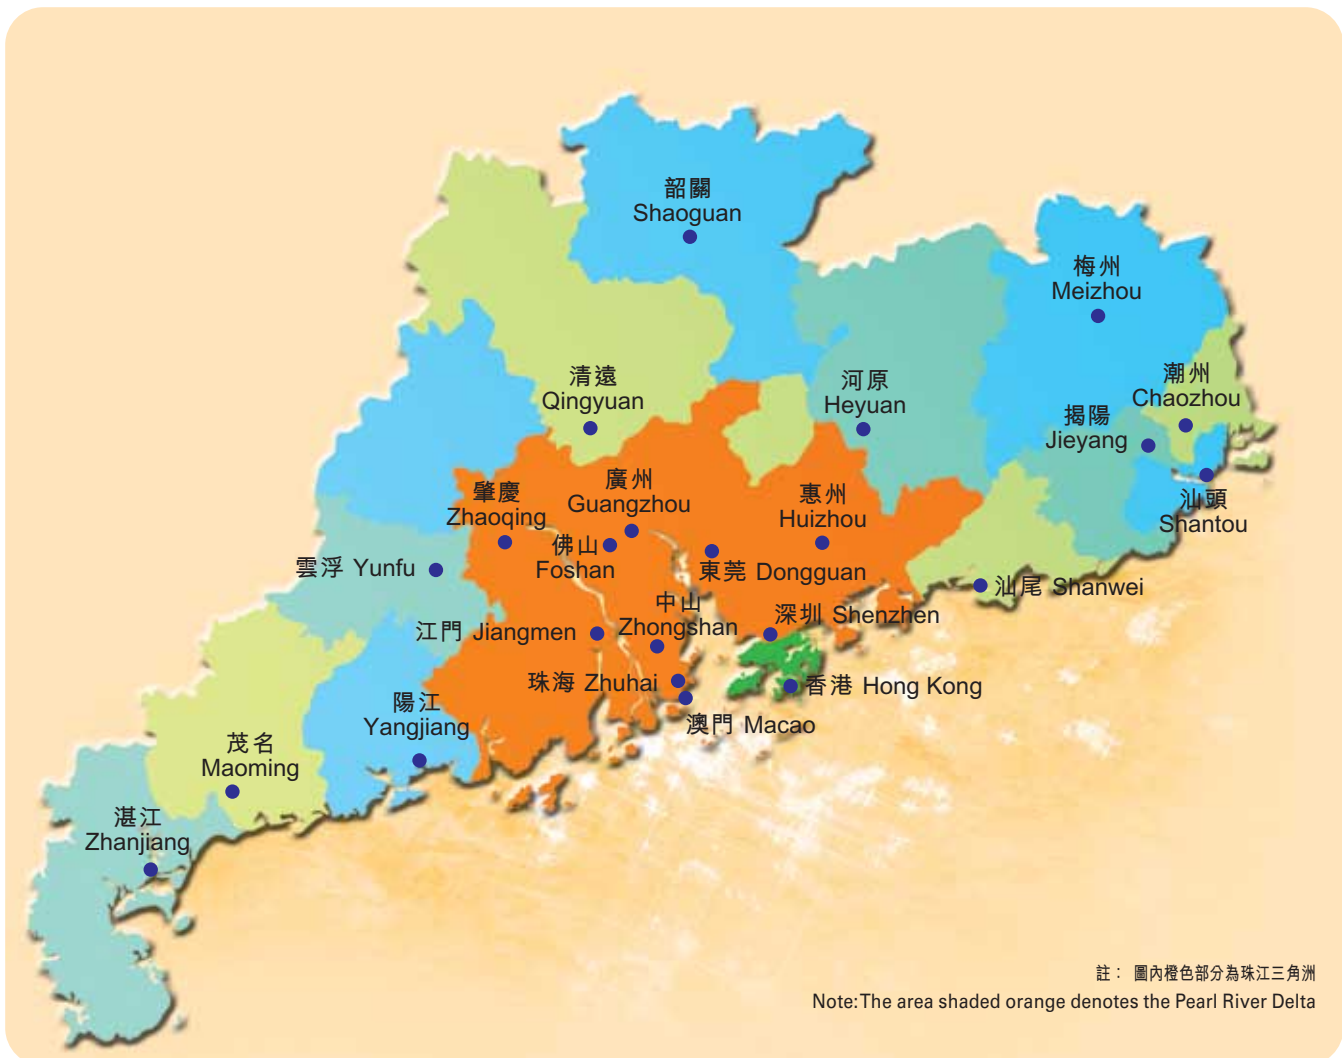 韶關
Shaoguan
梅州
Meizhou
清遠
Qingyuan
河原
Heyuan
潮州
Chaozhou
揭陽
Jieyang
汕頭
Shantou
肇慶
Zhaoqing
廣州
Guangzhou
惠州
Huizhou
佛山
Foshan
東莞 Dongguan
雲浮 Yunfu
汕尾 Shanwei
中山
Zhongshan
深圳 Shenzhen
江門 Jiangmen
珠海 Zhuhai
香港 Hong Kong
澳門 Macao
陽江
Yangjiang
茂名
Maoming
湛江
Zhanjiang
註： 圖內橙色部分為珠江三角洲
Note: The area shaded orange denotes the Pearl River Delta